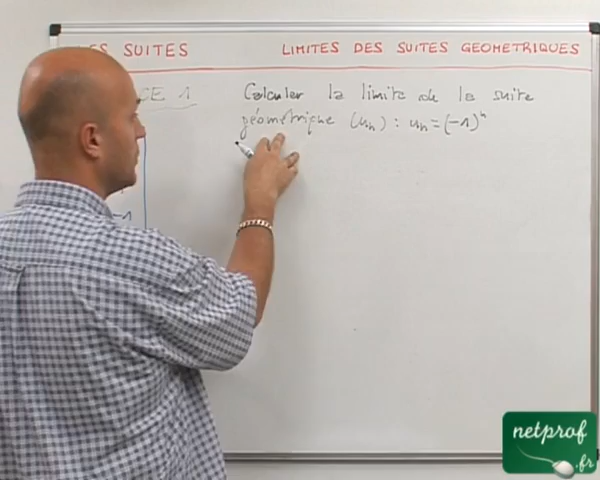 ES SUITES LIMITES DES SUITES GEOMETRIQUES
CE 1
Calculer la limite de la suite
géométrique (un) : un = (-1)^n
-1
netprof
.fr